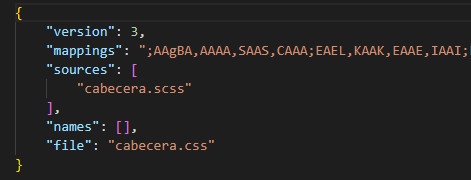 {
"version": 3,
"mappings": ";AAgBA,AAAA,SAAS,CAAA;EAEL,KAAK,EAAE,IAAI;
"sources": [
"cabecera.scss"
],
"names": [],
"file": "cabecera.css"
}